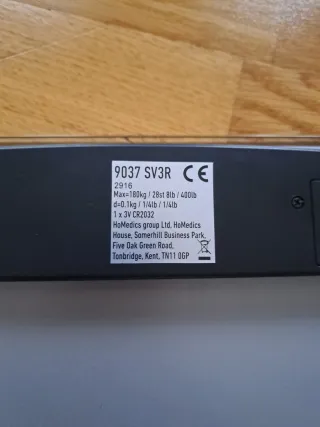 9037 SV3R CE
2916
Max=180kg / 28st 8lb / 400lb
d=0.1kg / 1/4lb / 1/4lb
1 x 3V CR2032
HoMedics group Ltd, HoMedics
House, Somerhill Business Park,
Five Oak Green Road,
Tonbridge, Kent, TN11 0GP